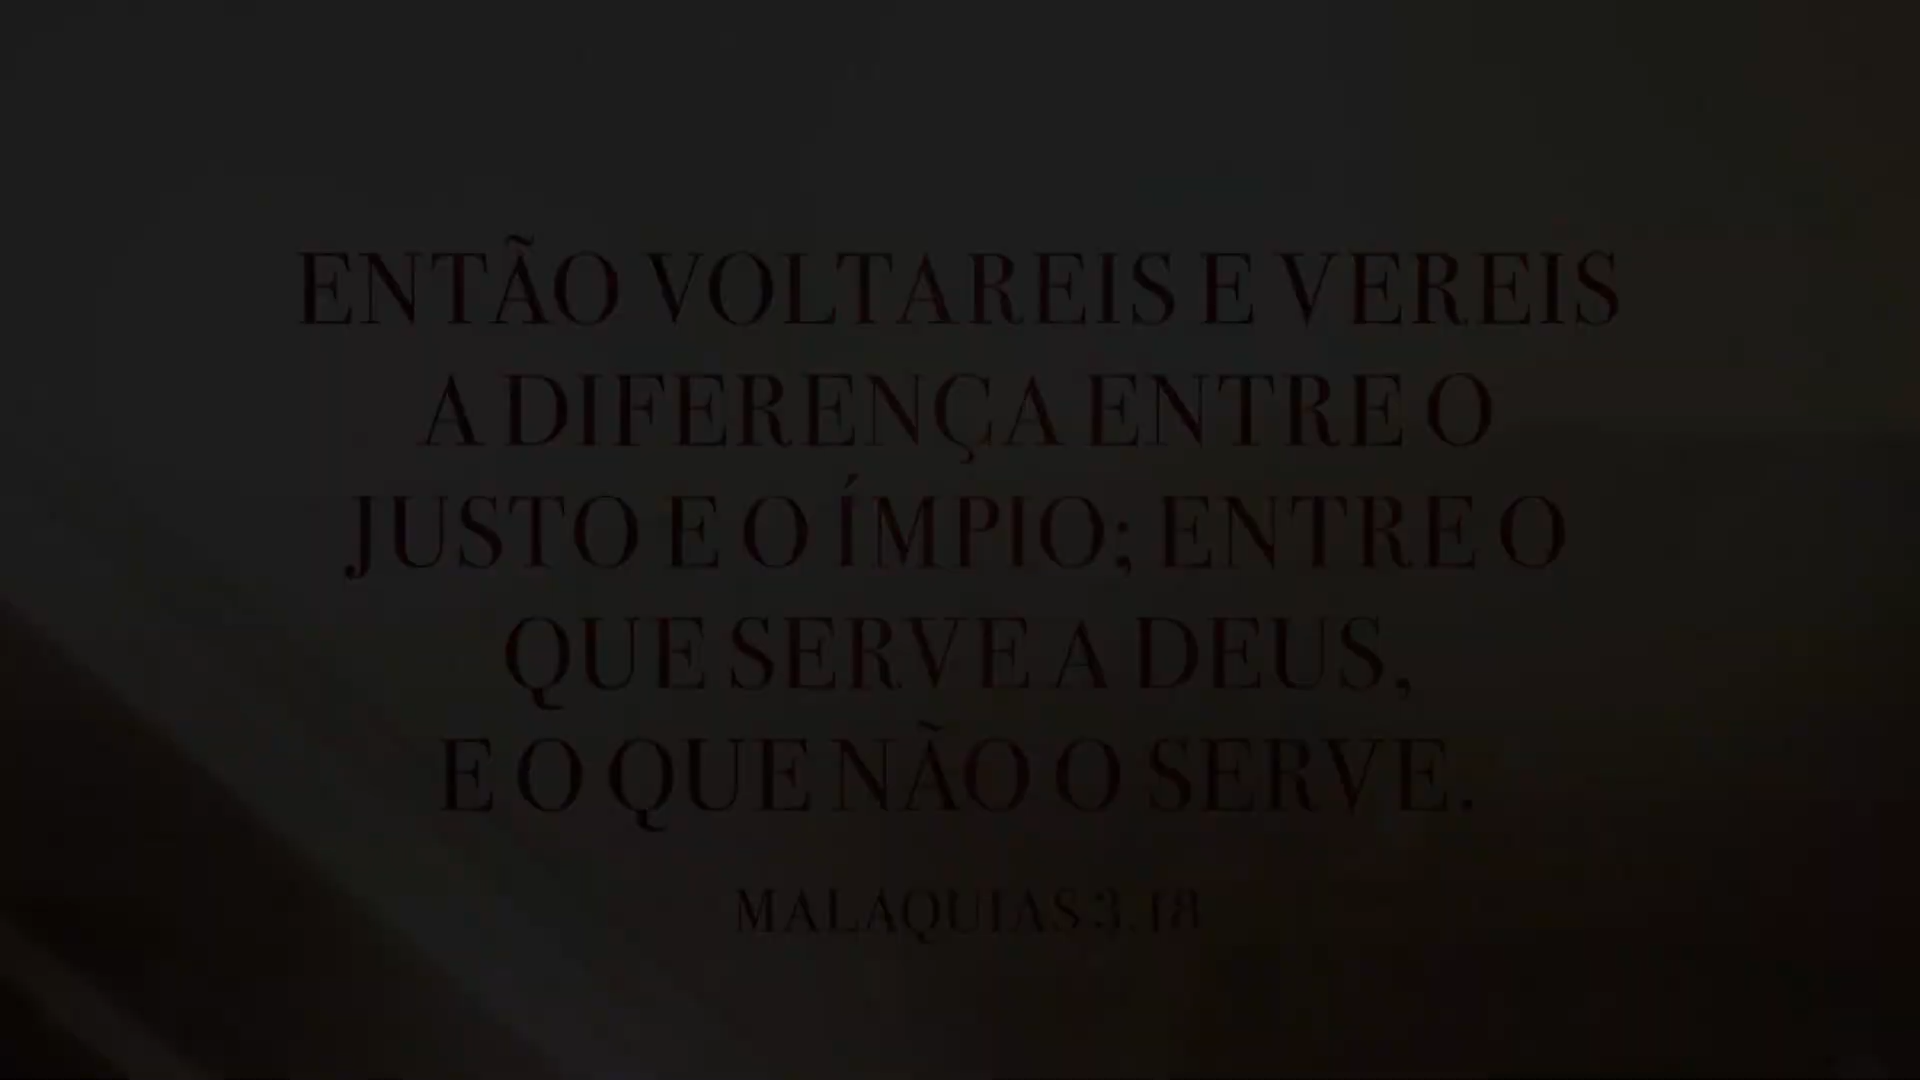 ENTÃO VOLTAREIS E VEREIS
A DIFERENÇA ENTRE O
JUSTO E O ÍMPIO; ENTRE O
QUE SERVE A DEUS,
E O QUE NÃO O SERVE.
MALAQUIAS 3.18